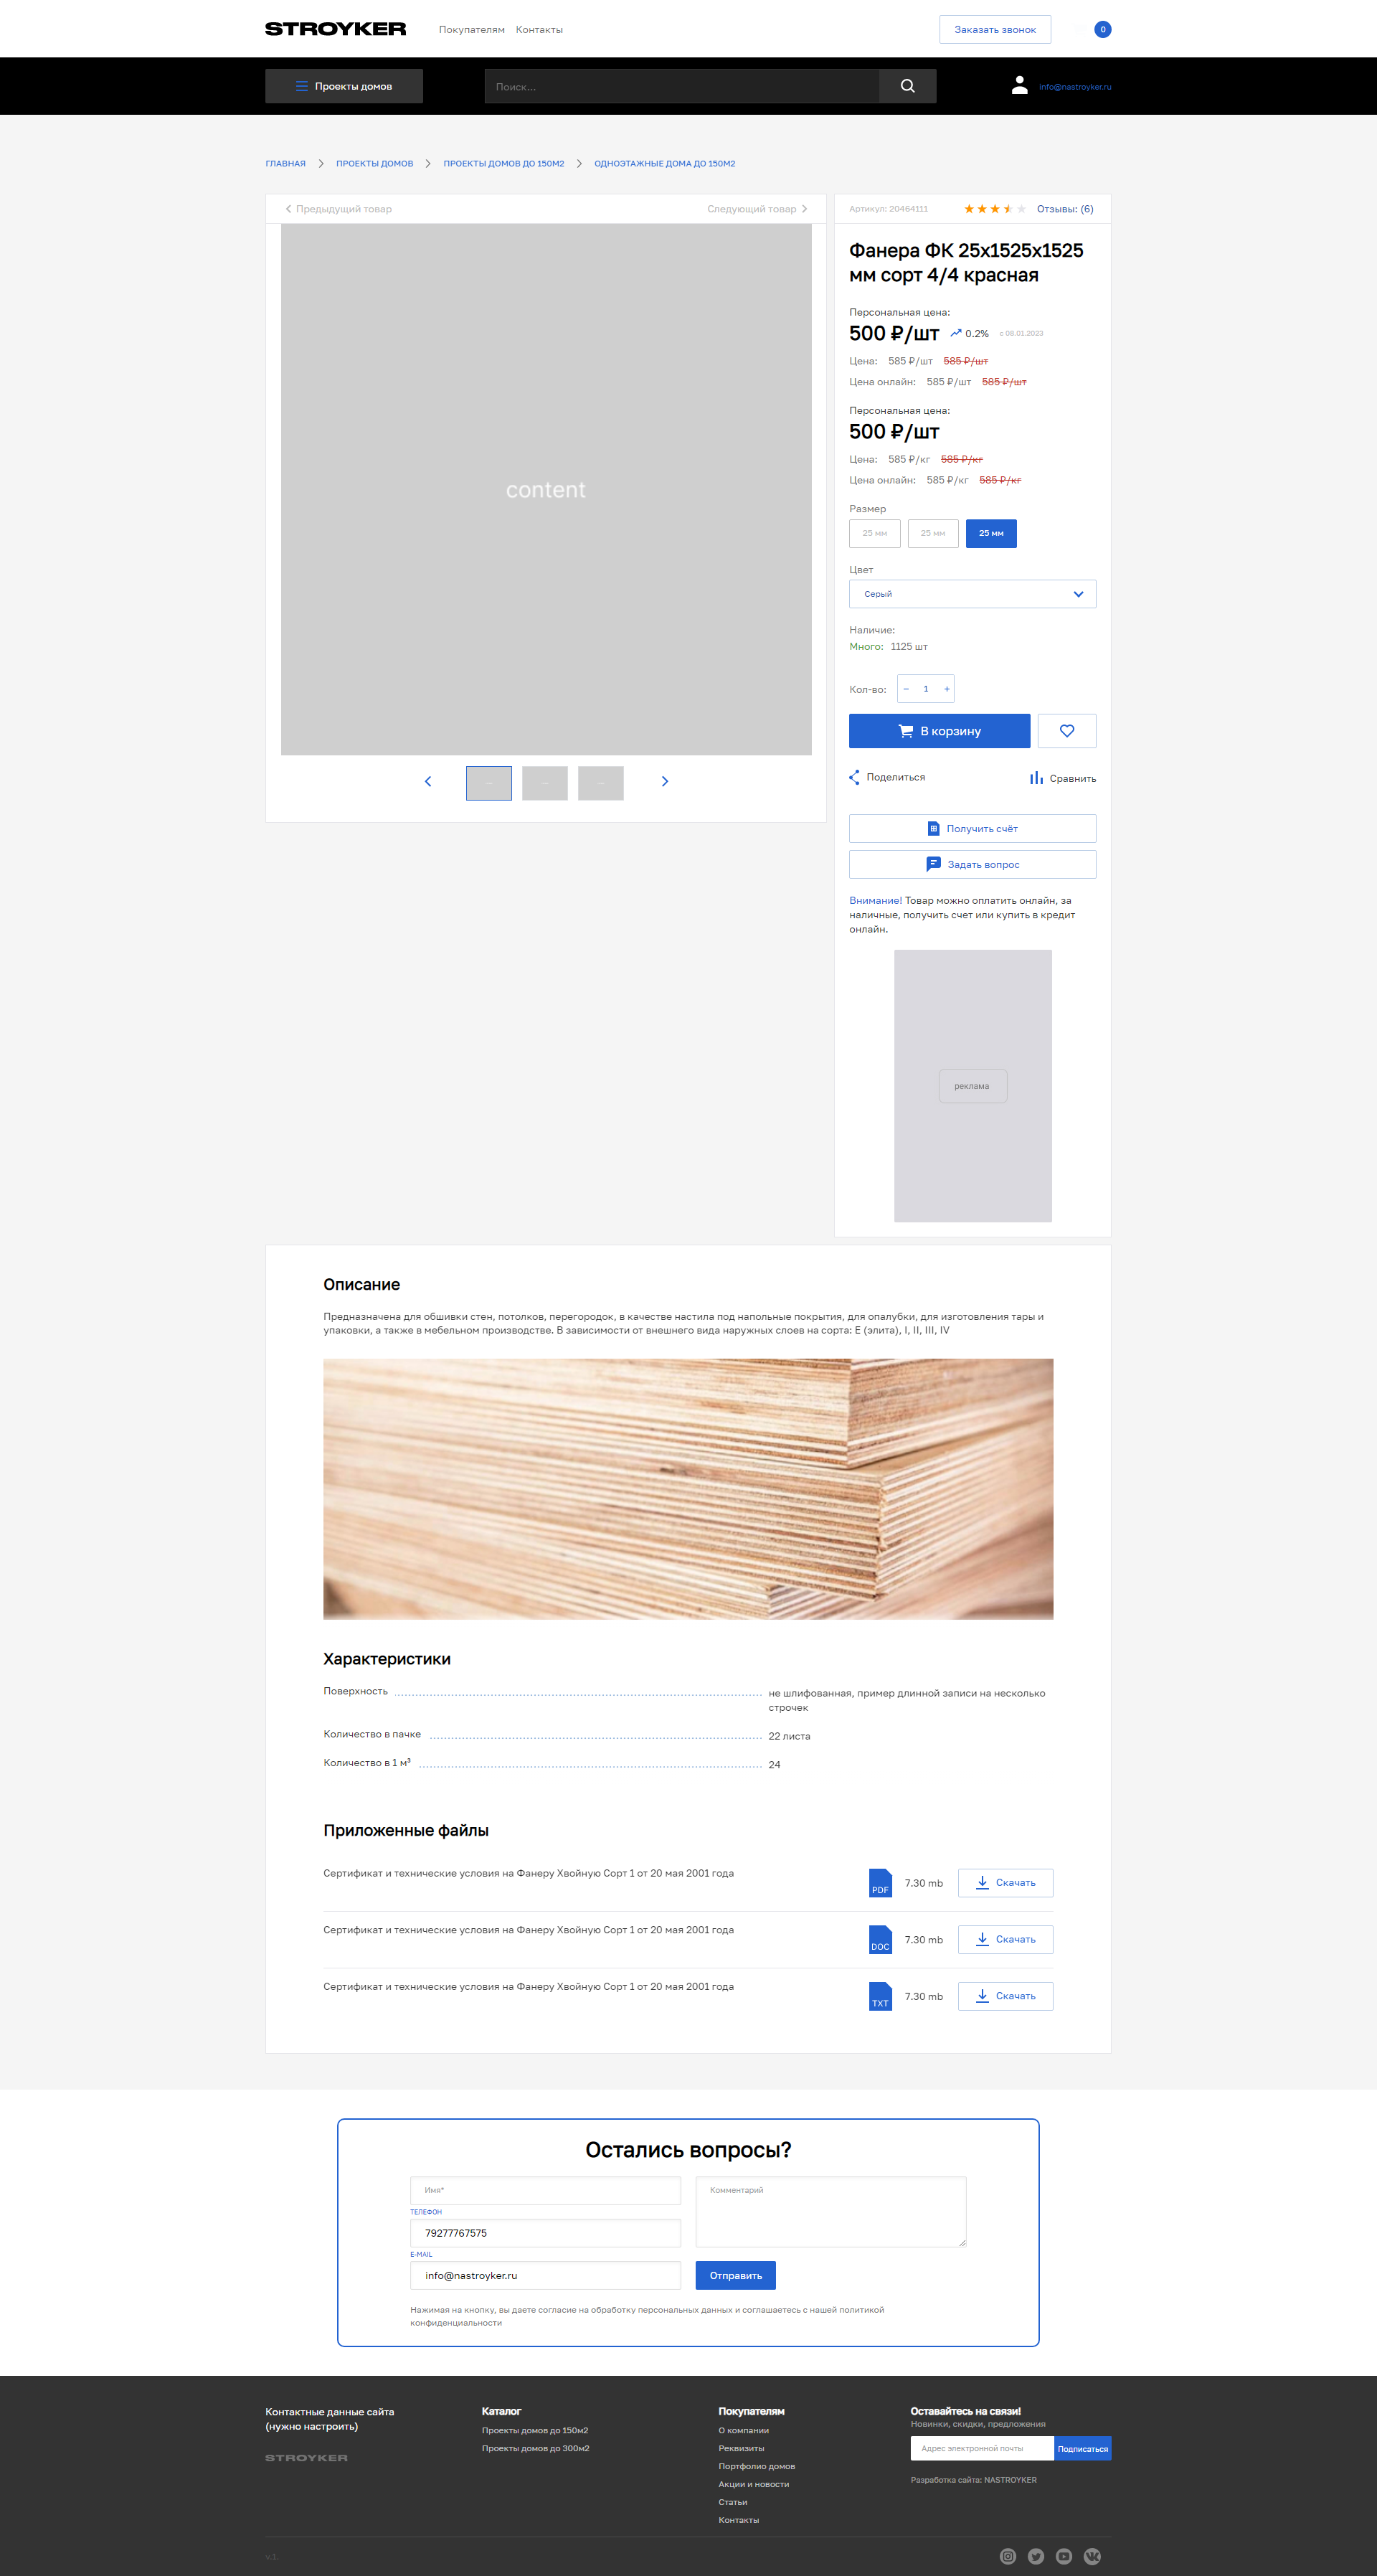 STROYKER
Покупателям Контакты
Заказать звонок
0
Проекты домов
Поиск...
info@nastroyker.ru
ГЛАВНАЯ ПРОЕКТЫ ДОМОВ ПРОЕКТЫ ДОМОВ ДО 150М2 ОДНОЭТАЖНЫЕ ДОМА ДО 150М2
Предыдущий товар Следующий товар
content
Артикул: 20464111 Отзывы: (6)
Фанера ФК 25х1525х1525
мм сорт 4/4 красная
Персональная цена:
500 ₽/шт 0.2% с 08.01.2023
Цена: 585 ₽/шт 585 ₽/шт
Цена онлайн: 585 ₽/шт 585 ₽/шт
Персональная цена:
500 ₽/шт
Цена: 585 ₽/кг 585 ₽/кг
Цена онлайн: 585 ₽/кг 585 ₽/кг
Размер
25 мм 25 мм 25 мм
Цвет
Серый
Наличие:
Много: 1125 шт
Кол-во: − 1 +
В корзину
Поделиться Сравнить
Получить счёт
Задать вопрос
Внимание! Товар можно оплатить онлайн, за
наличные, получить счет или купить в кредит
онлайн.
реклама
Описание
Предназначена для обшивки стен, потолков, перегородок, в качестве настила под напольные покрытия, для опалубки, для изготовления тары и
упаковки, а также в мебельном производстве. В зависимости от внешнего вида наружных слоев на сорта: Е (элита), I, II, III, IV
Характеристики
Поверхность не шлифованная, пример длинной записи на несколько
строчек
Количество в пачке 22 листа
Количество в 1 м³ 24
Приложенные файлы
Сертификат и технические условия на Фанеру Хвойную Сорт 1 от 20 мая 2001 года PDF 7.30 mb Скачать
Сертификат и технические условия на Фанеру Хвойную Сорт 1 от 20 мая 2001 года DOC 7.30 mb Скачать
Сертификат и технические условия на Фанеру Хвойную Сорт 1 от 20 мая 2001 года TXT 7.30 mb Скачать
Остались вопросы?
Имя*
Комментарий
ТЕЛЕФОН
79277767575
E-MAIL
info@nastroyker.ru
Отправить
Нажимая на кнопку, вы даете согласие на обработку персональных данных и соглашаетесь с нашей политикой
конфиденциальности
Контактные данные сайта
(нужно настроить)
STROYKER
Каталог
Проекты домов до 150м2
Проекты домов до 300м2
Покупателям
О компании
Реквизиты
Портфолио домов
Акции и новости
Статьи
Контакты
Оставайтесь на связи!
Новинки, скидки, предложения
Адрес электронной почты Подписаться
Разработка сайта: NASTROYKER
v.1.